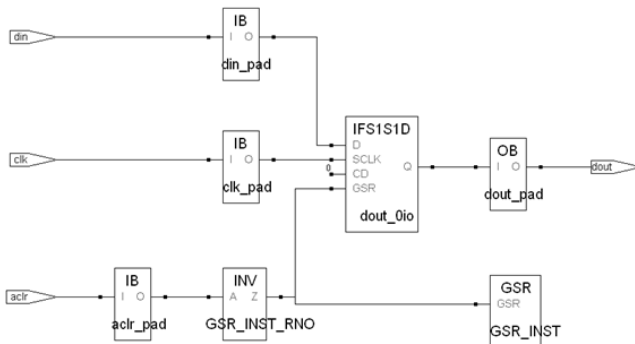 IB
din
I O
din_pad
IFS1S1D
IB
D
OB
clk
I O
SCLK
Q
I O
dout
0
CD
clk_pad
GSR
dout_pad
dout_0io
IB
INV
GSR
aclr
I O
A Z
GSR
aclr_pad
GSR_INST_RNO
GSR_INST